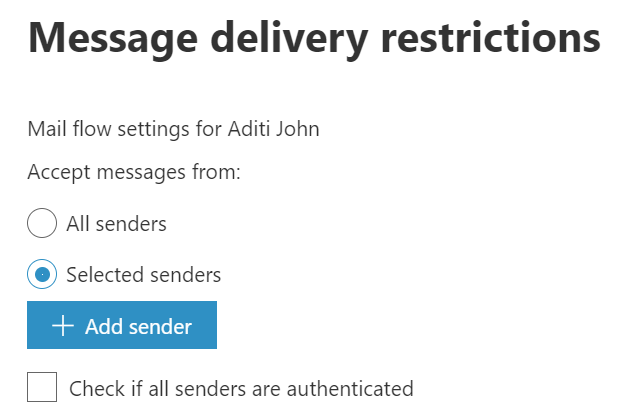 Message delivery restrictions
Mail flow settings for Aditi John
Accept messages from:
All senders
Selected senders
+ Add sender
Check if all senders are authenticated